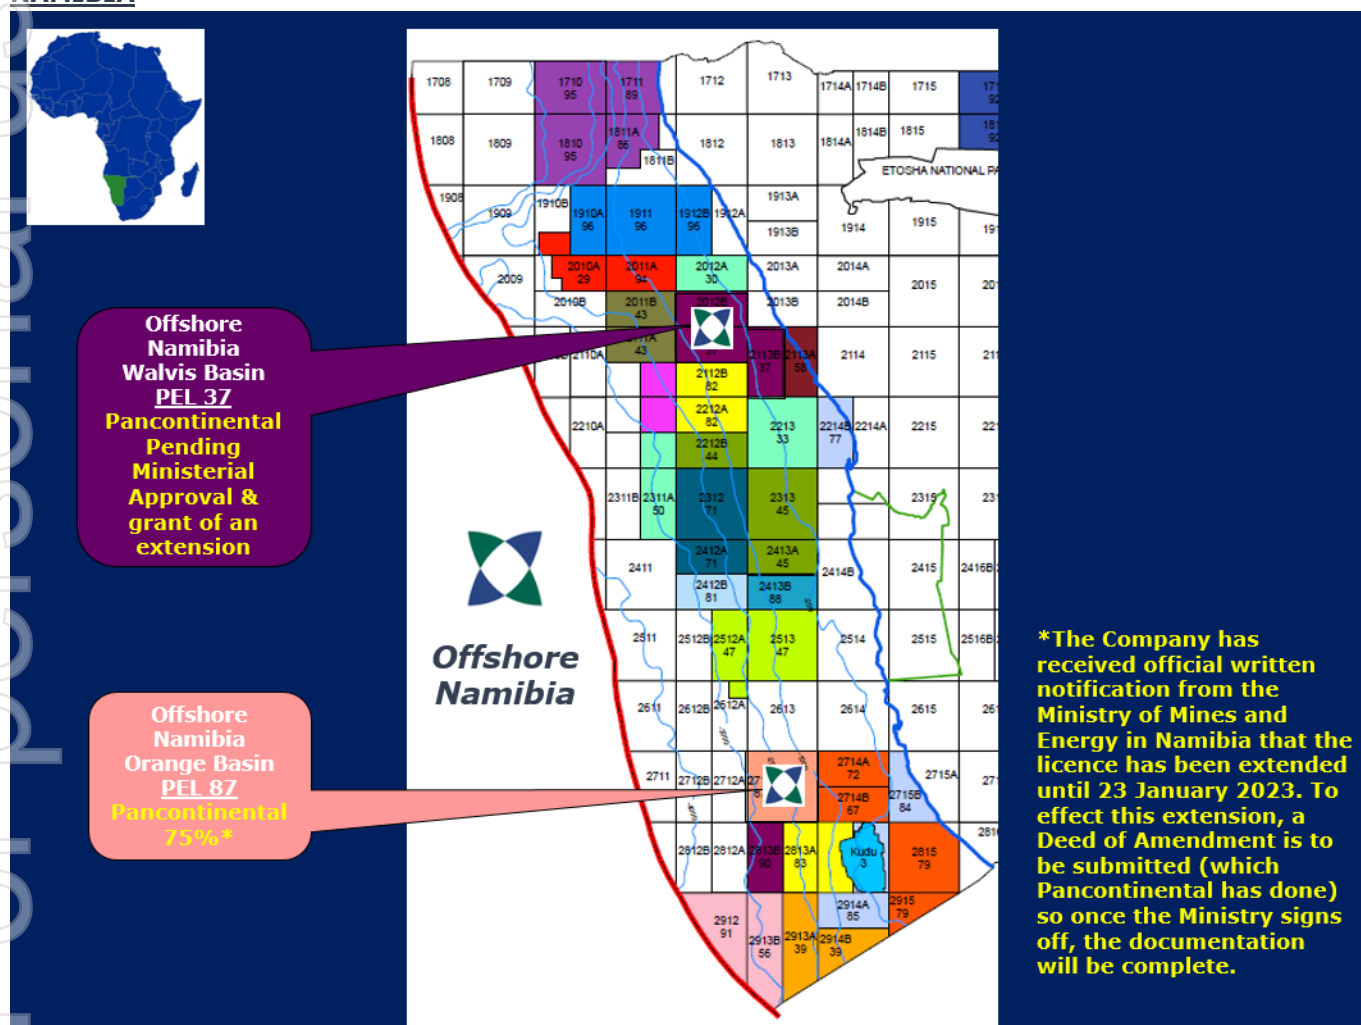 NAMIBIA
1708 1709 1710 1711 1712 1713 1714A 1714B 1715
95 89
1808 1809 1810 1811A 1811B 1812 1813 1814A 1814B 1815
95 86
ETOSHA NATIONAL PA
1908 1909 1910B 1910A 1911 1912B 1912A 1913A 1914 1915
96 96 96
1913B
2009 2010A 2011A 2012A 2013A 2014A 2015
29 94 30
2010B 2011B 2012B 2013B 2014B
43
37
2110A 43 2113B 2113A 2114 2115
37 58
2112B
82
2210A 2212A 2213 2214B 2214A 2215
82 33 77
2212B
44
2311B 2311A 2312 2313 2315
50 71 45
2411 2412A 2413A 2414B 2415 2416B
71 45
2412B 2413B
81 88
2511 2512B 2512A 2513 2514 2515 2516B
47 47
2611 2612B 2612A 2613 2614 2615
2711 2712B 2712A 2714A 2715A
72
2714B 2715B
67 84
2812B 2812A 2813B 2813A Kudu 2815
90 83 3 79
2912 2913B 2913A 2914A 2915
91 56 39 85 79
2914B
39
Offshore
Namibia
Walvis Basin
PEL 37
Pancontinental
Pending
Ministerial
Approval &
grant of an
extension
Offshore
Namibia
Offshore
Namibia
Orange Basin
PEL 87
Pancontinental
75%*
*The Company has
received official written
notification from the
Ministry of Mines and
Energy in Namibia that the
licence has been extended
until 23 January 2023. To
effect this extension, a
Deed of Amendment is to
be submitted (which
Pancontinental has done)
so once the Ministry signs
off, the documentation
will be complete.